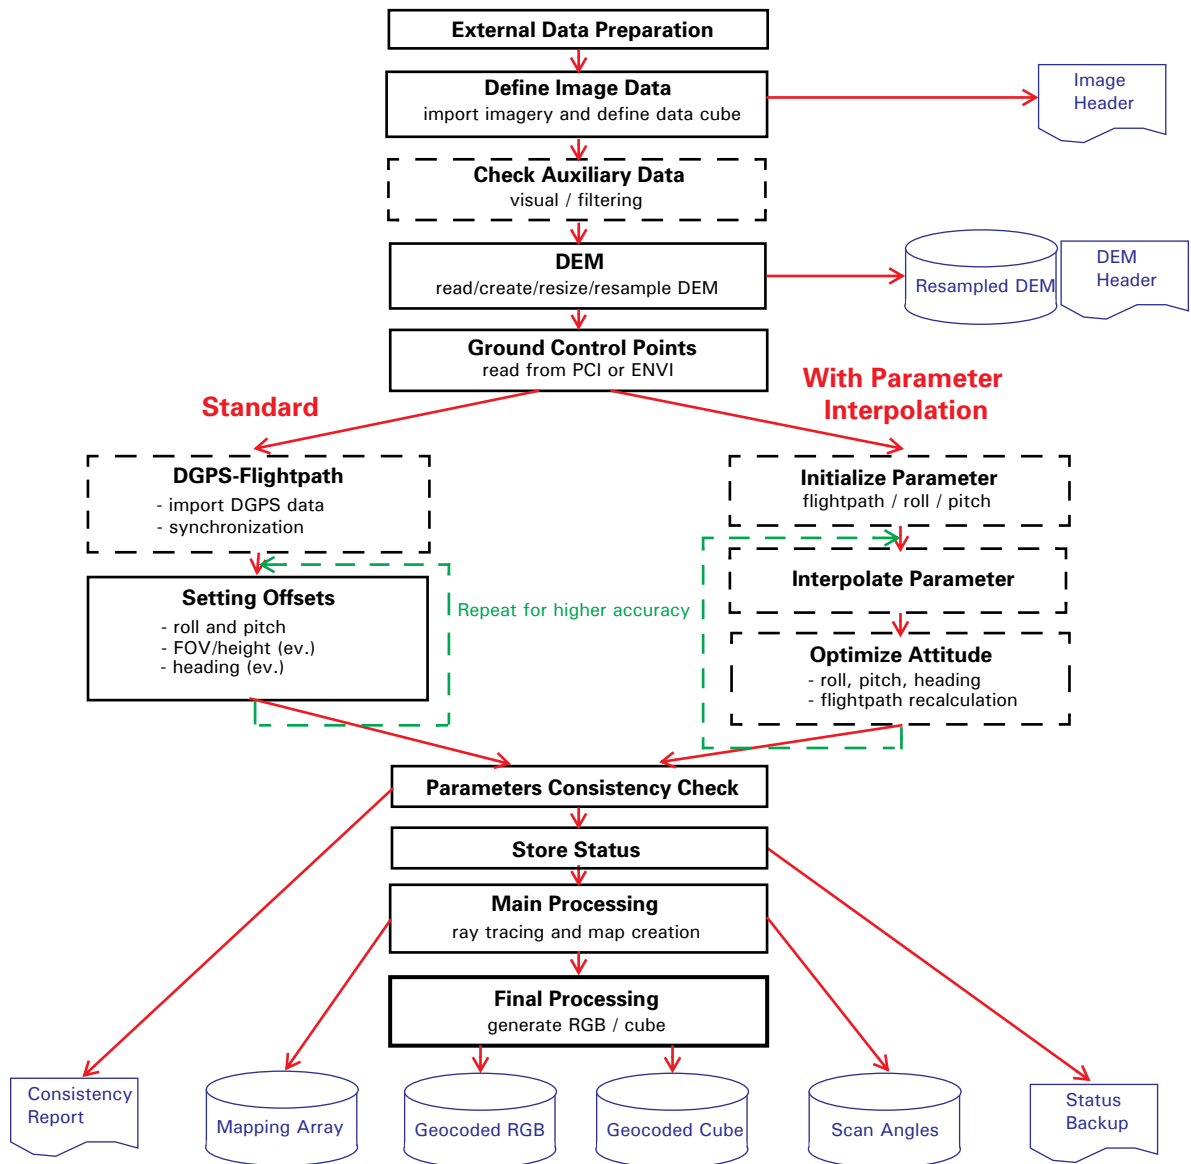 External Data Preparation
Define Image Data
import imagery and define data cube
Image
Header
Check Auxiliary Data
visual / filtering
DEM
read/create/resize/resample DEM
Resampled DEM
DEM
Header
Ground Control Points
read from PCI or ENVI
Standard
With Parameter
Interpolation
DGPS-Flightpath
- import DGPS data
- synchronization
Initialize Parameter
flightpath / roll / pitch
Setting Offsets
- roll and pitch
- FOV/height (ev.)
- heading (ev.)
Repeat for higher accuracy
Interpolate Parameter
Optimize Attitude
- roll, pitch, heading
- flightpath recalculation
Parameters Consistency Check
Store Status
Main Processing
ray tracing and map creation
Final Processing
generate RGB / cube
Consistency
Report
Mapping Array
Geocoded RGB
Geocoded Cube
Scan Angles
Status
Backup